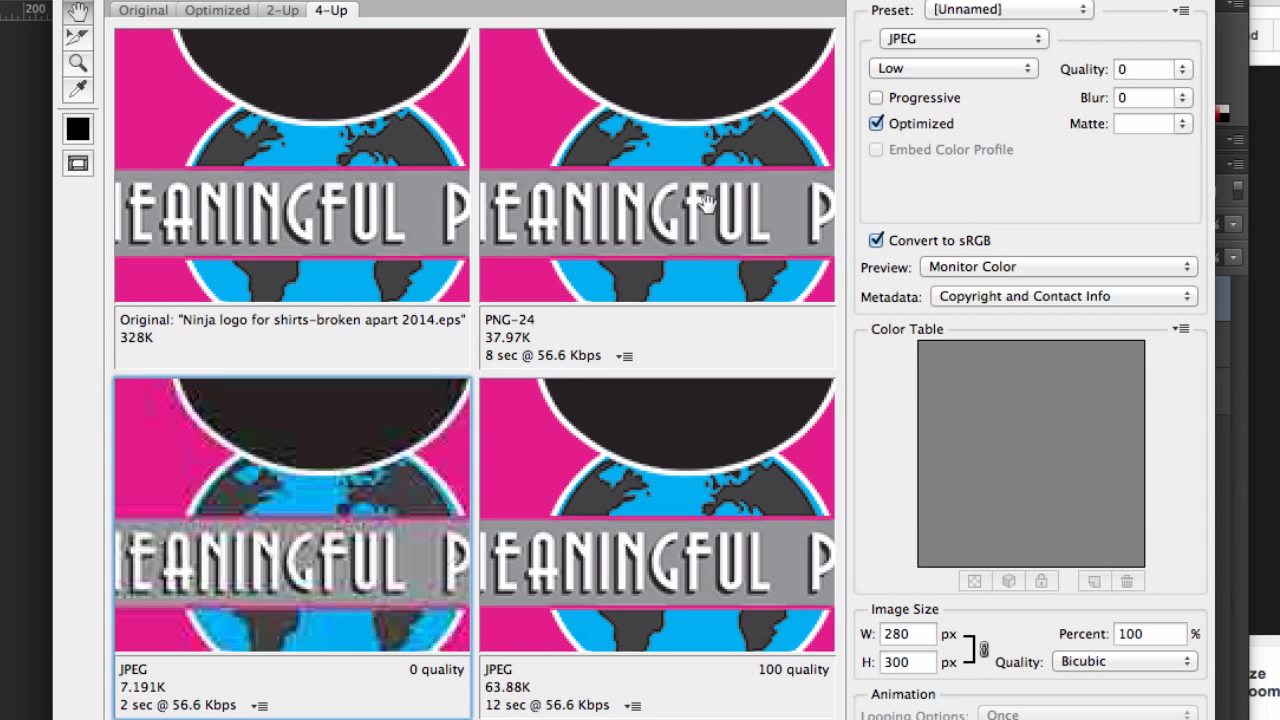 200
Original Optimized 2-Up 4-Up
Preset: [Unnamed]
JPEG
Low Quality: 0
Progressive Blur: 0
Optimized Matte:
Embed Color Profile
Convert to sRGB
Preview: Monitor Color
Metadata: Copyright and Contact Info
Color Table
Image Size
W: 280 px Percent: 100 %
H: 300 px Quality: Bicubic
Animation
Looping Options: Once
MEANINGFUL P
EANINGFUL P
Original: "Ninja logo for shirts-broken apart 2014.eps"
328K
PNG-24
37.97K
8 sec @ 56.6 Kbps
EANINGFUL P
EANINGFUL P
JPEG 0 quality
7.191K
2 sec @ 56.6 Kbps
JPEG 100 quality
63.88K
12 sec @ 56.6 Kbps